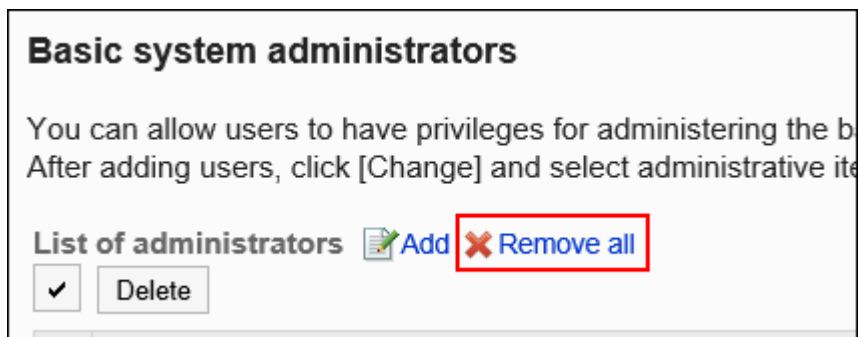 Basic system administrators
You can allow users to have privileges for administering the
After adding users, click [Change] and select administrative
List of administrators Add Remove all
Delete